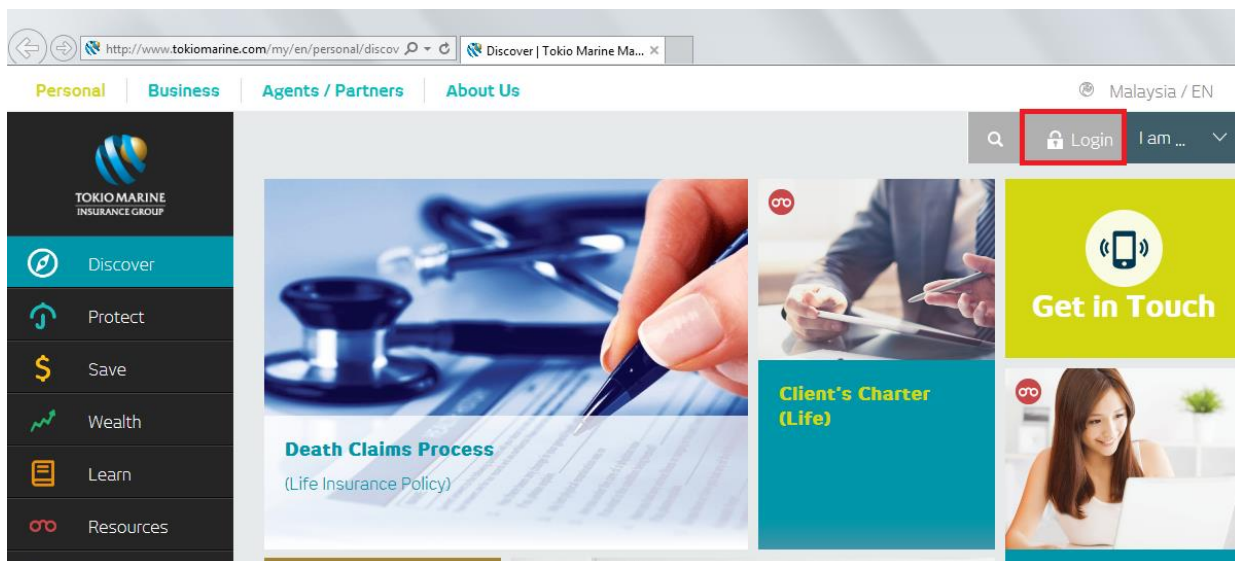 http://www.tokiomarine.com/my/en/personal/discov
Discover | Tokio Marine Ma...
Personal
Business
Agents / Partners
About Us
Malaysia / EN
Login
I am ...
TOKIO MARINE
INSURANCE GROUP
Discover
Protect
Save
Wealth
Learn
Resources
Death Claims Process
(Life Insurance Policy)
Client's Charter
(Life)
Get in Touch